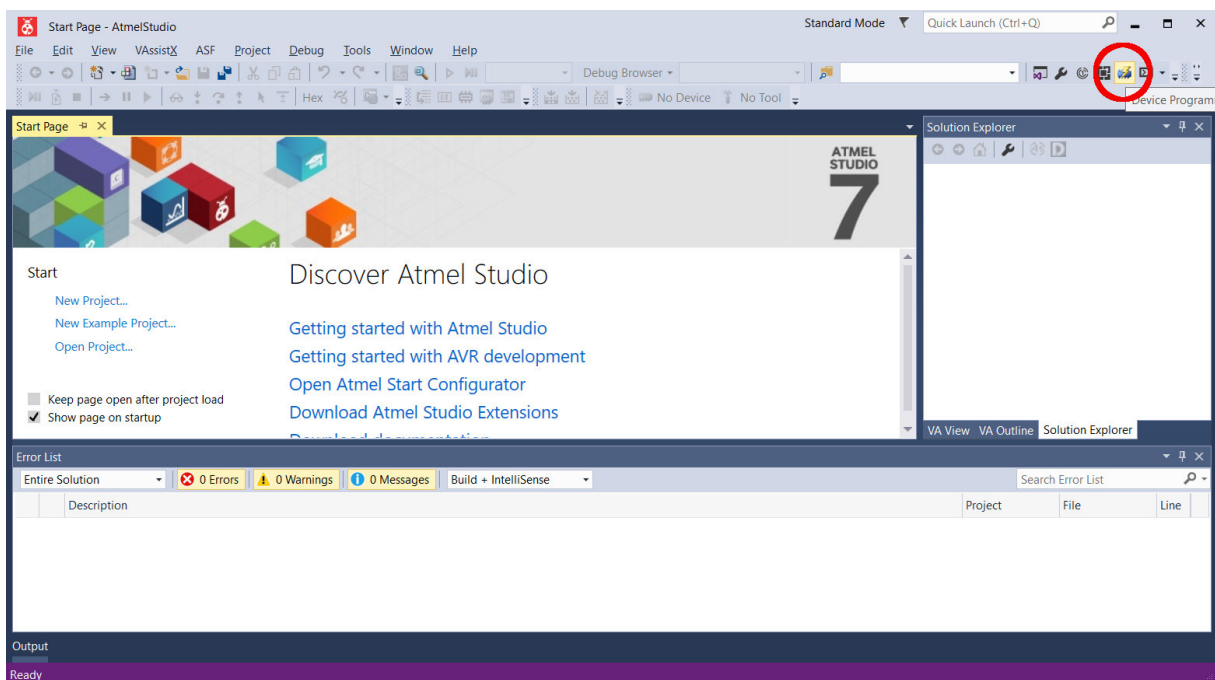 Start Page - AtmelStudio
Standard Mode
Quick Launch (Ctrl+Q)
File Edit View VAssistX ASF Project Debug Tools Window Help
Debug Browser
Hex
No Device
No Tool
Device Program
Start Page
Solution Explorer
ATMEL
STUDIO
7
Start
New Project...
New Example Project...
Open Project...
Keep page open after project load
Show page on startup
Discover Atmel Studio
Getting started with Atmel Studio
Getting started with AVR development
Open Atmel Start Configurator
Download Atmel Studio Extensions
Download documentation
VA View VA Outline Solution Explorer
Error List
Entire Solution
0 Errors
0 Warnings
0 Messages
Build + IntelliSense
Search Error List
Description Project File Line
Output
Ready